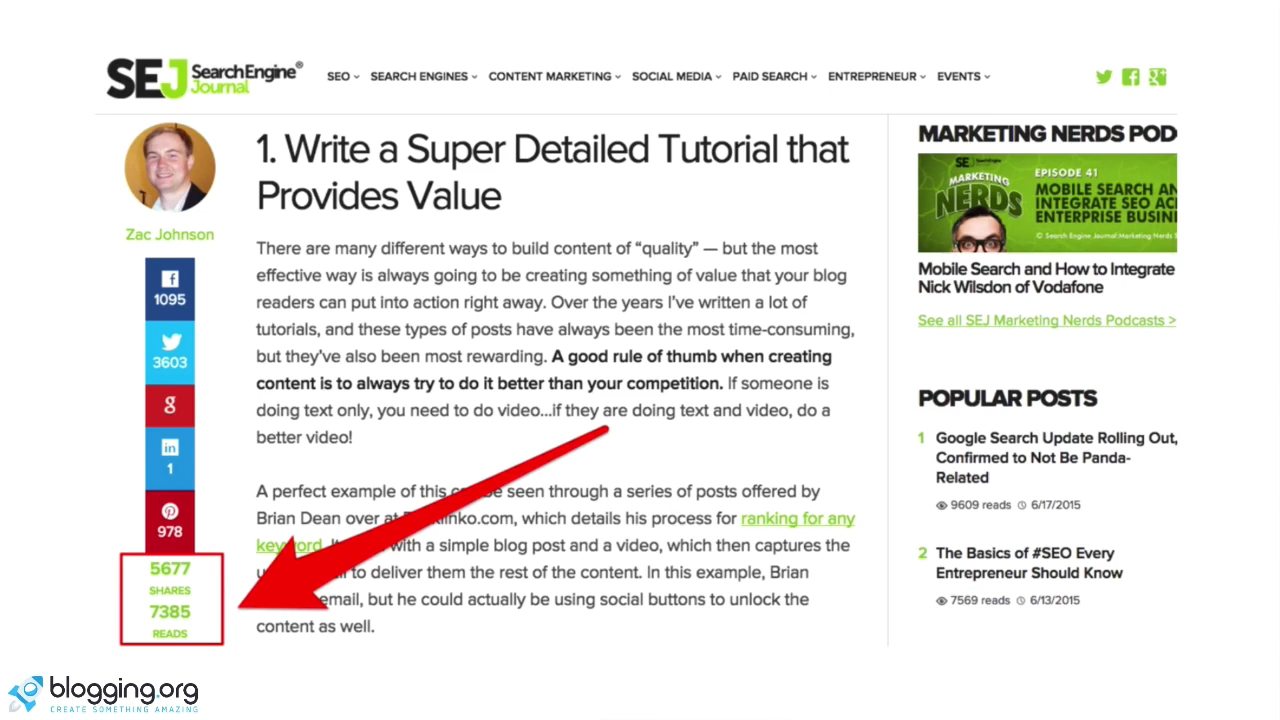 SEJ SearchEngine® Journal
SEO
SEARCH ENGINES
CONTENT MARKETING
SOCIAL MEDIA
PAID SEARCH
ENTREPRENEUR
EVENTS
Zac Johnson
1095
3603
1
978
5677
SHARES
7385
READS
1. Write a Super Detailed Tutorial that
Provides Value
There are many different ways to build content of “quality” — but the most
effective way is always going to be creating something of value that your blog
readers can put into action right away. Over the years I’ve written a lot of
tutorials, and these types of posts have always been the most time-consuming,
but they’ve also been most rewarding. A good rule of thumb when creating
content is to always try to do it better than your competition. If someone is
doing text only, you need to do video...if they are doing text and video, do a
better video!
A perfect example of this be seen through a series of posts offered by
Brian Dean over at which details his process for ranking for any
with a simple blog post and a video, which then captures the
to deliver them the rest of the content. In this example, Brian
email, but he could actually be using social buttons to unlock the
content as well.
MARKETING NERDS POD
SEJ SearchEngine Journal
MARKETING
NERDS
EPISODE 41
MOBILE SEARCH AN
INTEGRATE SEO AC
ENTERPRISE BUSIN
© Search Engine Journal Marketing Nerds
Mobile Search and How to Integrate
Nick Wilsdon of Vodafone
See all SEJ Marketing Nerds Podcasts >
POPULAR POSTS
1 Google Search Update Rolling Out,
Confirmed to Not Be Panda-
Related
9609 reads 6/17/2015
2 The Basics of #SEO Every
Entrepreneur Should Know
7569 reads 6/13/2015
blogging.org
CREATE SOMETHING AMAZING